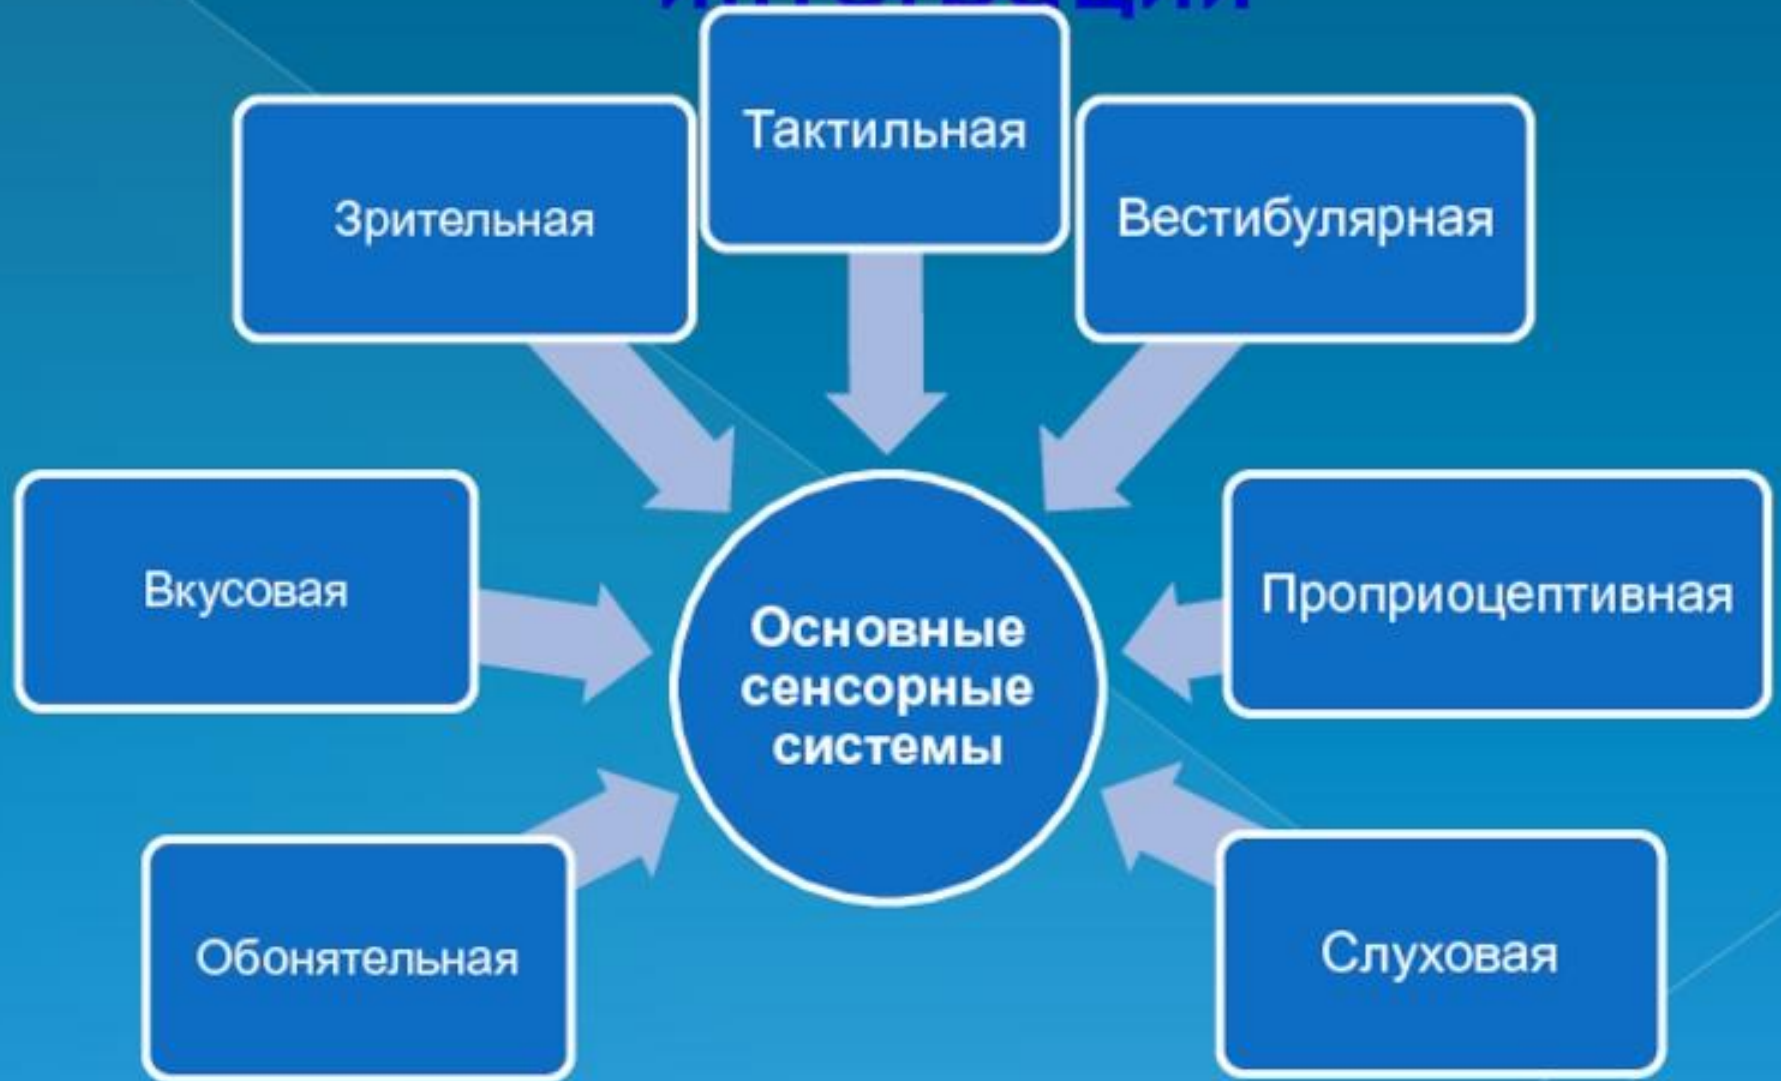 Тактильная
Зрительная
Вестибулярная
Вкусовая
Проприоцептивная
Основные
сенсорные
системы
Обонятельная
Слуховая